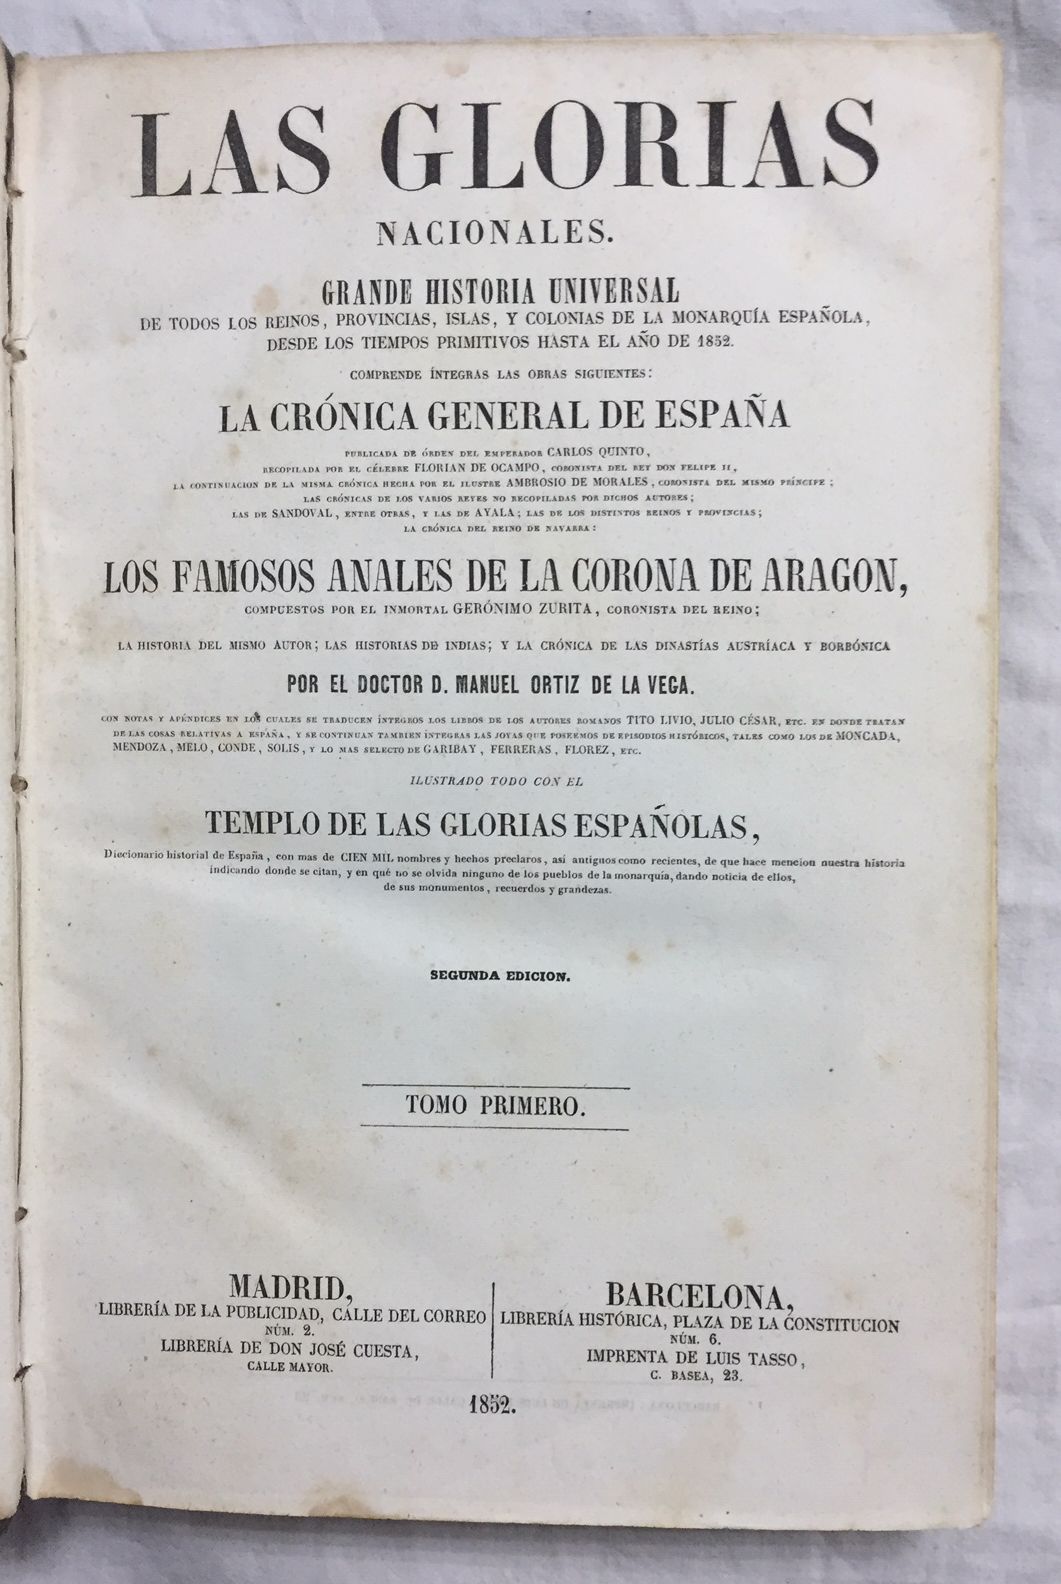 LAS GLORIAS
NACIONALES.
GRANDE HISTORIA UNIVERSAL
DE TODOS LOS REINOS, PROVINCIAS, ISLAS, Y COLONIAS DE LA MONARQUÍA ESPAÑOLA,
DESDE LOS TIEMPOS PRIMITIVOS HASTA EL AÑO DE 1852.
COMPRENDE ÍNTEGRAS LAS OBRAS SIGUIENTES:
LA CRÓNICA GENERAL DE ESPAÑA
PUBLICADA DE ÓRDEN DEL EMPERADOR CARLOS QUINTO,
RECOPILADA POR EL CÉLEBRE FLORIAN DE OCAMPO, CORONISTA DEL REY DON FELIPE II,
LA CONTINUACION DE LA MISMA CRÓNICA HECHA POR EL ILUSTRE AMBROSIO DE MORALES, CORONISTA DEL MISMO PRÍNCIPE;
LAS CRÓNICAS DE LOS VARIOS REYES NO RECOPILADAS POR DICHOS AUTORES;
LAS DE SANDOVAL, ENTRE OTRAS, Y LAS DE AYALA; LAS DE LOS DISTINTOS REINOS Y PROVINCIAS;
LA CRÓNICA DEL REINO DE NAVARRA:
LOS FAMOSOS ANALES DE LA CORONA DE ARAGON,
COMPUESTOS POR EL INMORTAL GERÓNIMO ZURITA, CORONISTA DEL REINO;
LA HISTORIA DEL MISMO AUTOR; LAS HISTORIAS DE INDIAS; Y LA CRÓNICA DE LAS DINASTÍAS AUSTRÍACA Y BORBÓNICA
POR EL DOCTOR D. MANUEL ORTIZ DE LA VEGA.
CON NOTAS Y APÉNDICES EN LOS CUALES SE TRADUCEN ÍNTEGROS LOS LIBROS DE LOS AUTORES ROMANOS TITO LIVIO, JULIO CÉSAR, ETC. EN DONDE TRATAN
DE LAS COSAS RELATIVAS A ESPAÑA, Y SE CONTINUAN TAMBIEN ÍNTEGRAS LAS JOYAS QUE POSEEMOS DE EPISODIOS HISTÓRICOS, TALES COMO LOS DE MONCADA,
MENDOZA, MELO, CONDE, SOLIS, Y LO MAS SELECTO DE GARIBAY, FERRERAS, FLOREZ, ETC.
ILUSTRADO TODO CON EL
TEMPLO DE LAS GLORIAS ESPAÑOLAS,
Diccionario historial de España, con mas de CIEN MIL nombres y hechos preclaros, así antiguos como recientes, de que hace mencion nuestra historia
indicando donde se citan, y en qué no se olvida ninguno de los pueblos de la monarquía, dando noticia de ellos,
de sus monumentos, recuerdos y grandezas.
SEGUNDA EDICION.
TOMO PRIMERO.
MADRID,
LIBRERÍA DE LA PUBLICIDAD, CALLE DEL CORREO
NÚM. 2.
LIBRERÍA DE DON JOSÉ CUESTA,
CALLE MAYOR.
BARCELONA,
LIBRERÍA HISTÓRICA, PLAZA DE LA CONSTITUCION
NÚM. 6.
IMPRENTA DE LUIS TASSO,
C. BASEA, 23.
1852.